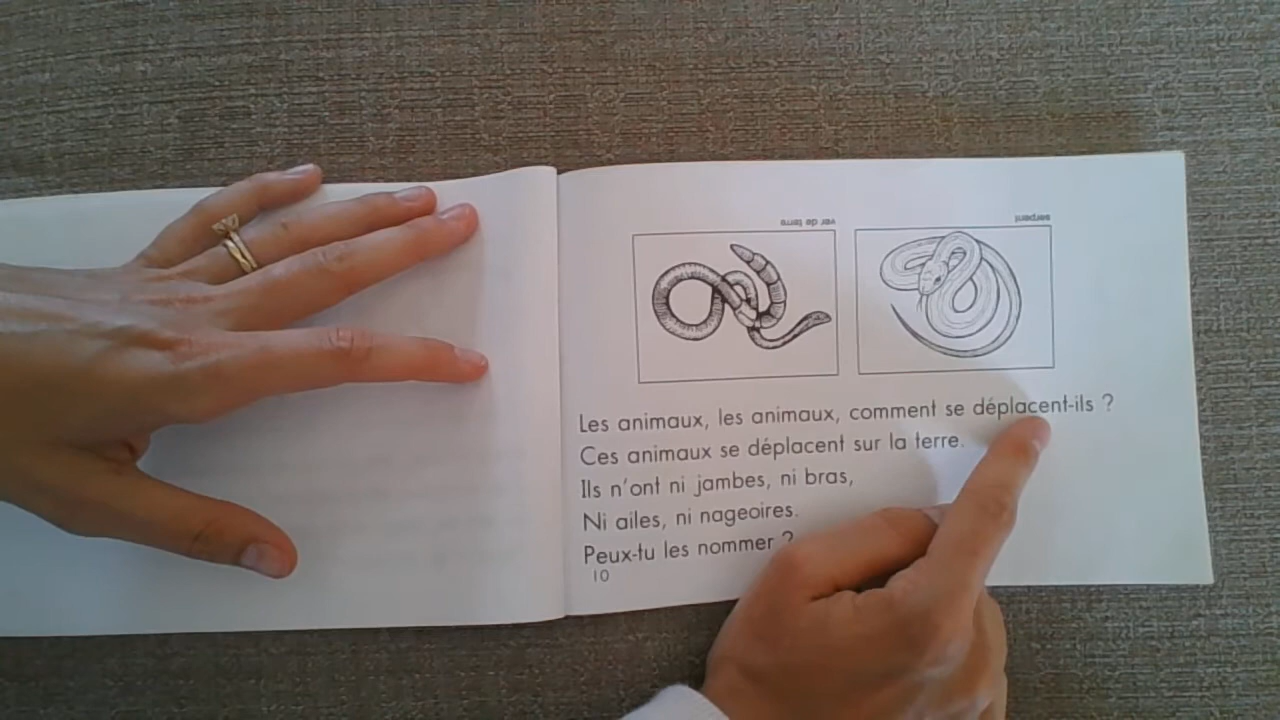 ver de terre
serpent
Les animaux, les animaux, comment se déplacent-ils ?
Ces animaux se déplacent sur la terre.
Ils n'ont ni jambes, ni bras,
Ni ailes, ni nageoires.
Peux-tu les nommer ?
10